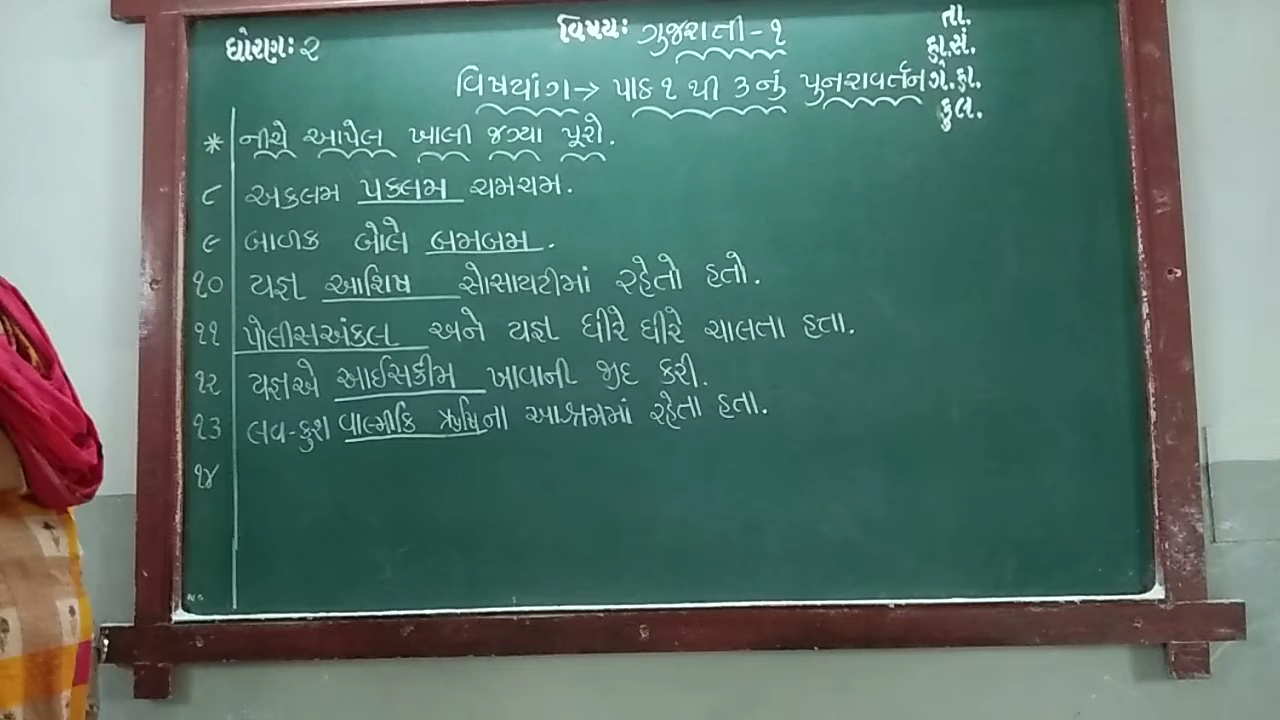 ધોરણઃ ૨
વિષયઃ ગુજરાતી - ૧
તા.
હા.સં.
ગે.હા.
કુલ.
વિષયાંગ → પાઠ ૧ થી ૩ નું પુનરાવર્તન
* નીચે આપેલ ખાલી જગ્યા પૂરો.
૮ અકલમ પકલમ ચમચમ.
૯ બાળક બોલે બમબમ.
૧૦ યજ્ઞ આશિષ સોસાયટીમાં રહેતો હતો.
૧૧ પોલીસઅંકલ અને યજ્ઞ ધીરે ધીરે ચાલતા હતા.
૧૨ યજ્ઞએ આઈસક્રીમ ખાવાની જીદ કરી.
૧૩ લવ-કુશ વાલ્મીકિ ઋષિના આશ્રમમાં રહેતા હતા.
૧૪